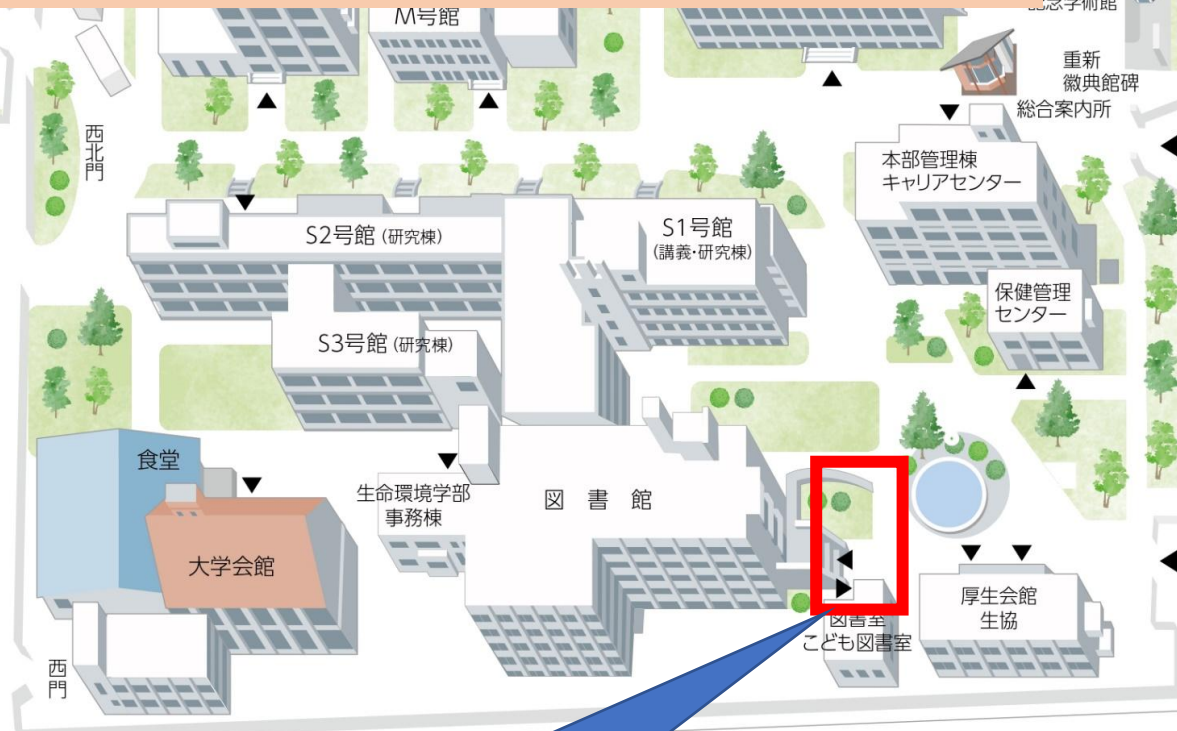 M号館
記念学術館
重新
徽典館碑
総合案内所
西北門
本部管理棟
キャリアセンター
S2号館 (研究棟)
S1号館
(講義・研究棟)
保健管理
センター
S3号館 (研究棟)
食堂
生命環境学部
事務棟
図書館
大学会館
厚生会館
生協
図書室
こども図書室
西門